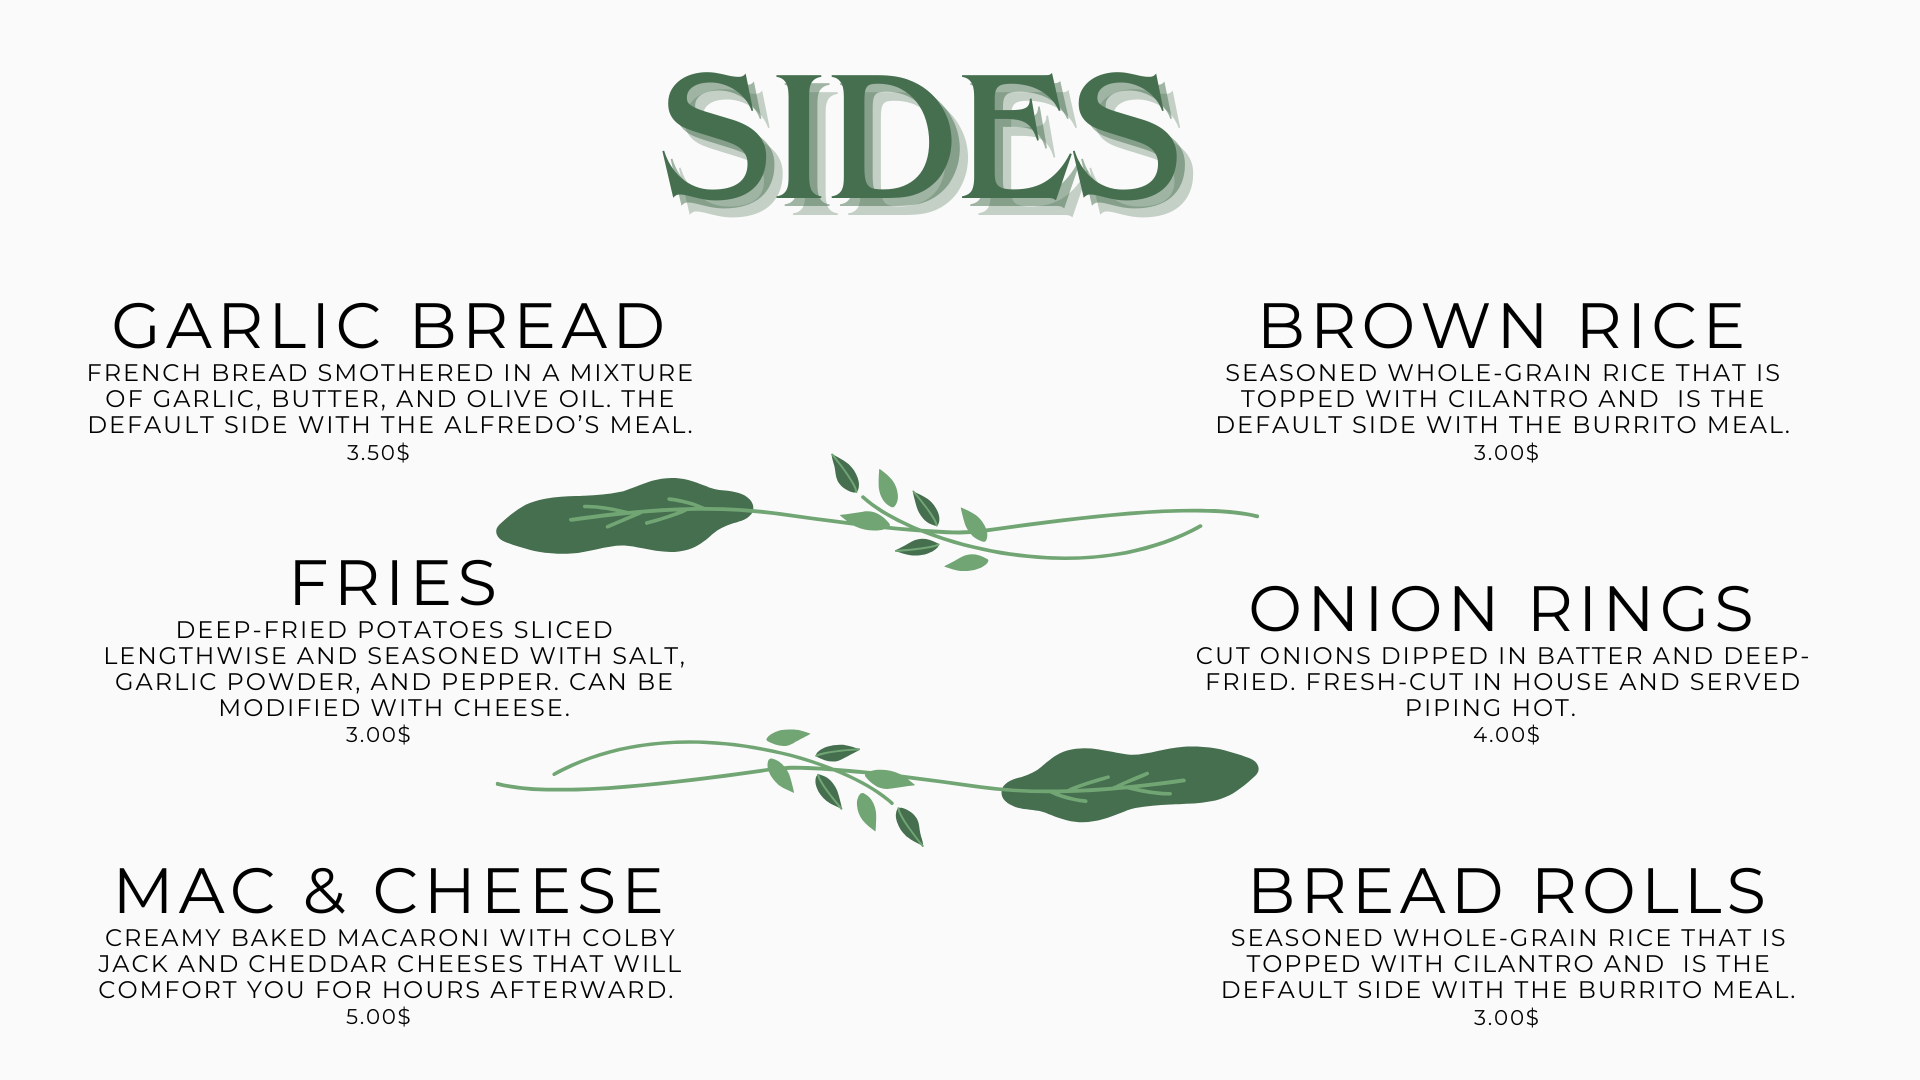 SIDES
GARLIC BREAD
FRENCH BREAD SMOTHERED IN A MIXTURE
OF GARLIC, BUTTER, AND OLIVE OIL. THE
DEFAULT SIDE WITH THE ALFREDO’S MEAL.
3.50$
FRIES
DEEP-FRIED POTATOES SLICED
LENGTHWISE AND SEASONED WITH SALT,
GARLIC POWDER, AND PEPPER. CAN BE
MODIFIED WITH CHEESE.
3.00$
MAC & CHEESE
CREAMY BAKED MACARONI WITH COLBY
JACK AND CHEDDAR CHEESES THAT WILL
COMFORT YOU FOR HOURS AFTERWARD.
5.00$
BROWN RICE
SEASONED WHOLE-GRAIN RICE THAT IS
TOPPED WITH CILANTRO AND  IS THE
DEFAULT SIDE WITH THE BURRITO MEAL.
3.00$
ONION RINGS
CUT ONIONS DIPPED IN BATTER AND DEEP-
FRIED. FRESH-CUT IN HOUSE AND SERVED
PIPING HOT.
4.00$
BREAD ROLLS
SEASONED WHOLE-GRAIN RICE THAT IS
TOPPED WITH CILANTRO AND  IS THE
DEFAULT SIDE WITH THE BURRITO MEAL.
3.00$